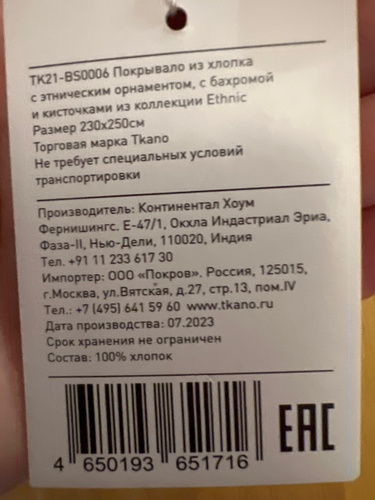 TK21-BS0006 Покрывало из хлопка
с этническим орнаментом, с бахромой
и кисточками из коллекции Ethnic
Размер 230х250см
Торговая марка Tkano
Не требует специальных условий
транспортировки
Производитель: Континентал Хоум
Фернишингс. Е-47/1, Окхла Индастриал Эриа,
Фаза-II, Нью-Дели, 110020, Индия
Тел. +91 11 233 617 30
Импортер: ООО «Покров». Россия, 125015,
г.Москва, ул.Вятская, д.27, стр.13, пом.IV
Тел.: +7 (495) 641 59 60 www.tkano.ru
Дата производства: 07.2023
Срок хранения не ограничен
Состав: 100% хлопок
EAC
4 650193 651716